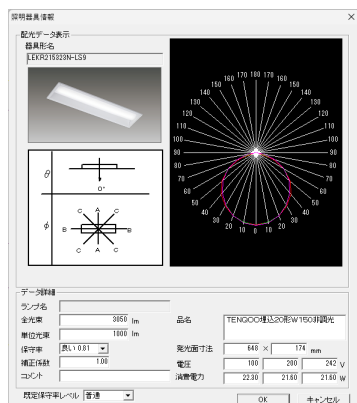 照明器具情報
配光データ表示
器具形名
LEKR215323N-LS9
θ
0°
φ
C A C
B B
C A C
180 170 160 150 140 130 120 110 100 90 80 70 60 50 40 30 20 10 0 10 20 30 40 50 60 70 80 90 100 110 120 130 140 150 160 170
データ詳細
ランプ名
全光束 3050 lm
単位光束 1000 lm
保守率 良い 0.81
補正係数 1.00
コメント
品名 TENQOO埋込20形W150非調光
発光面寸法 648 × 174 mm
電圧 100 200 242 V
消費電力 22.30 21.60 21.60 W
既定保守率レベル 普通
OK キャンセル